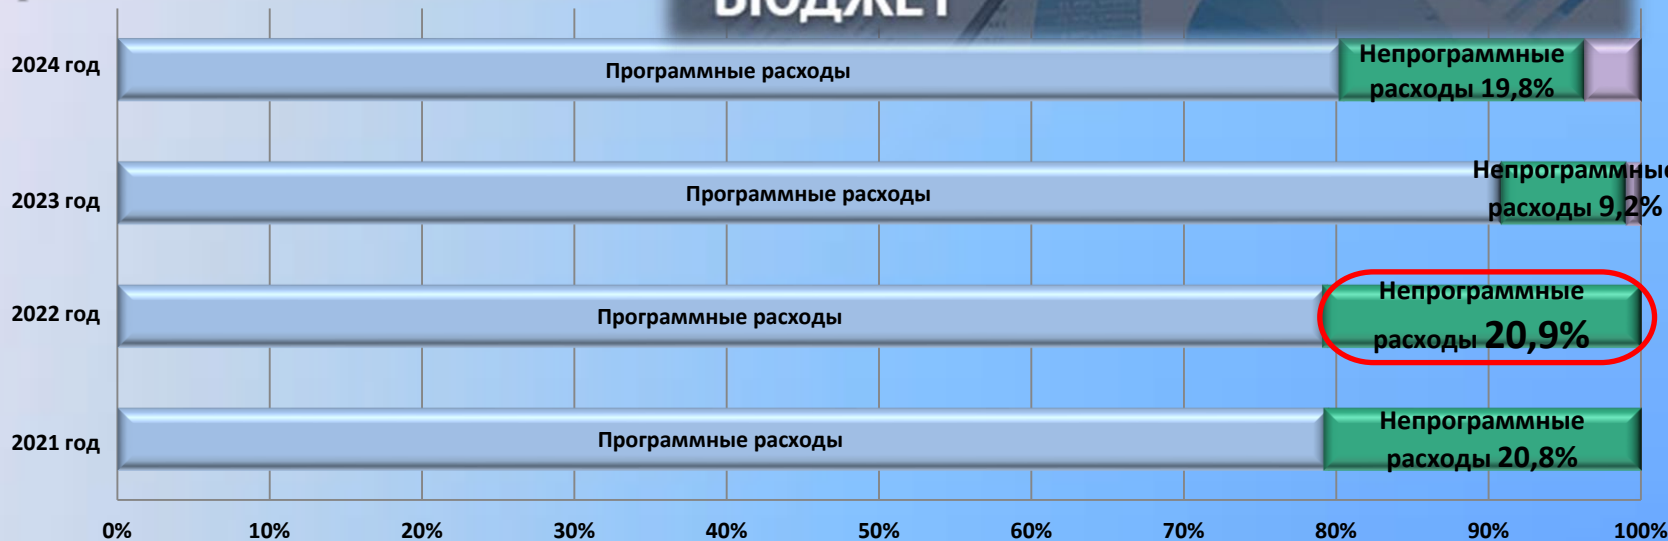 БЮДЖЕТ
2024 год
Программные расходы
Непрограммные
расходы 19,8%
2023 год
Программные расходы
Непрограммные
расходы 9,2%
2022 год
Программные расходы
Непрограммные
расходы 20,9%
2021 год
Программные расходы
Непрограммные
расходы 20,8%
0% 10% 20% 30% 40% 50% 60% 70% 80% 90% 100%